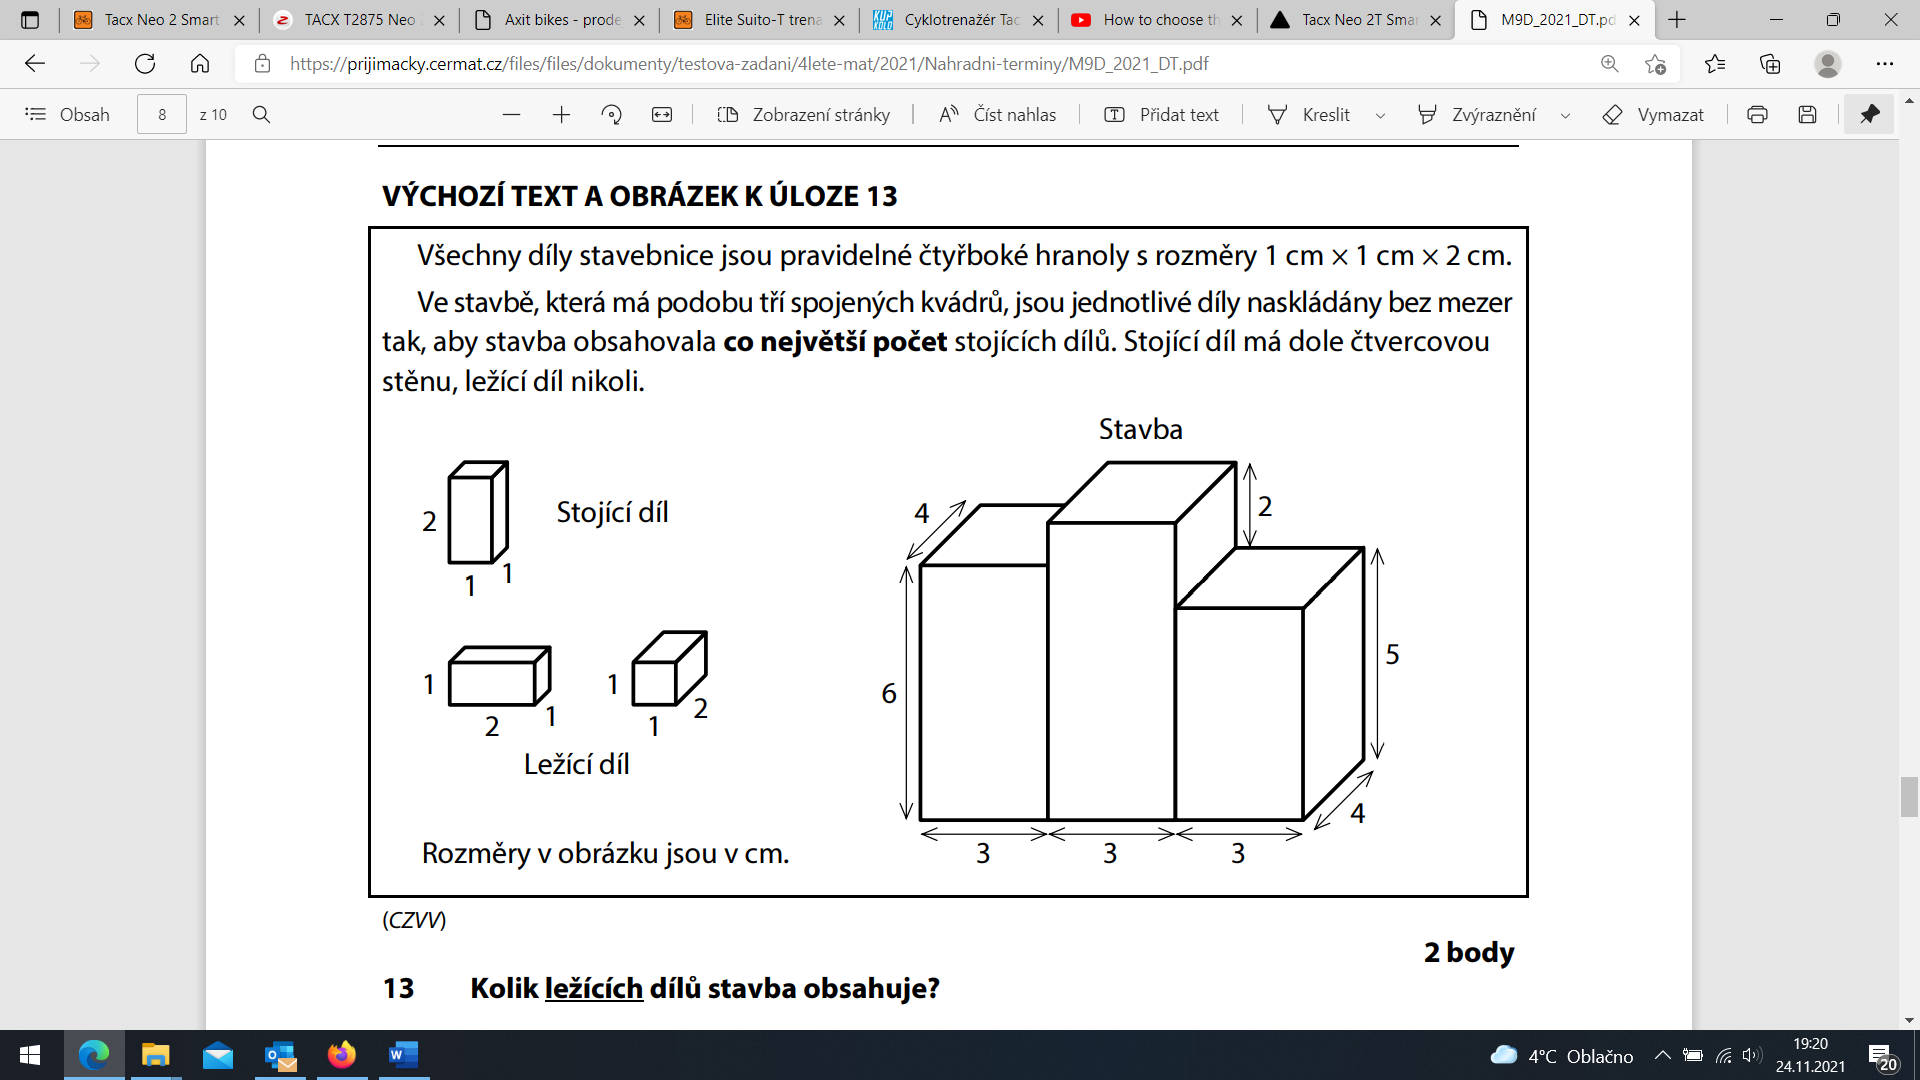 Tacx Neo 2 Smart
TACX T2875 Neo 2
Axit bikes - prode
Elite Suito-T trena
Cyklotrenažér Tac
How to choose th
Tacx Neo 2T Smar
M9D_2021_DT.pd
https://prijimacky.cermat.cz/files/files/dokumenty/testova-zadani/4lete-mat/2021/Nahradni-terminy/M9D_2021_DT.pdf
Obsah
8
z 10
Zobrazení stránky
Číst nahlas
Přidat text
Kreslit
Zvýraznění
Vymazat
VÝCHOZÍ TEXT A OBRÁZEK K ÚLOZE 13
Všechny díly stavebnice jsou pravidelné čtyřboké hranoly s rozměry 1 cm × 1 cm × 2 cm.
Ve stavbě, která má podobu tří spojených kvádrů, jsou jednotlivé díly naskládány bez mezer
tak, aby stavba obsahovala co největší počet stojících dílů. Stojící díl má dole čtvercovou
stěnu, ležící díl nikoli.
Stavba
2
1
1
Stojící díl
1
2
1
1
1
2
Ležící díl
4
2
6
5
4
3
3
3
Rozměry v obrázku jsou v cm.
(CZVV)
2 body
13 Kolik ležících dílů stavba obsahuje?
4°C Oblačno
19:20
24.11.2021
20